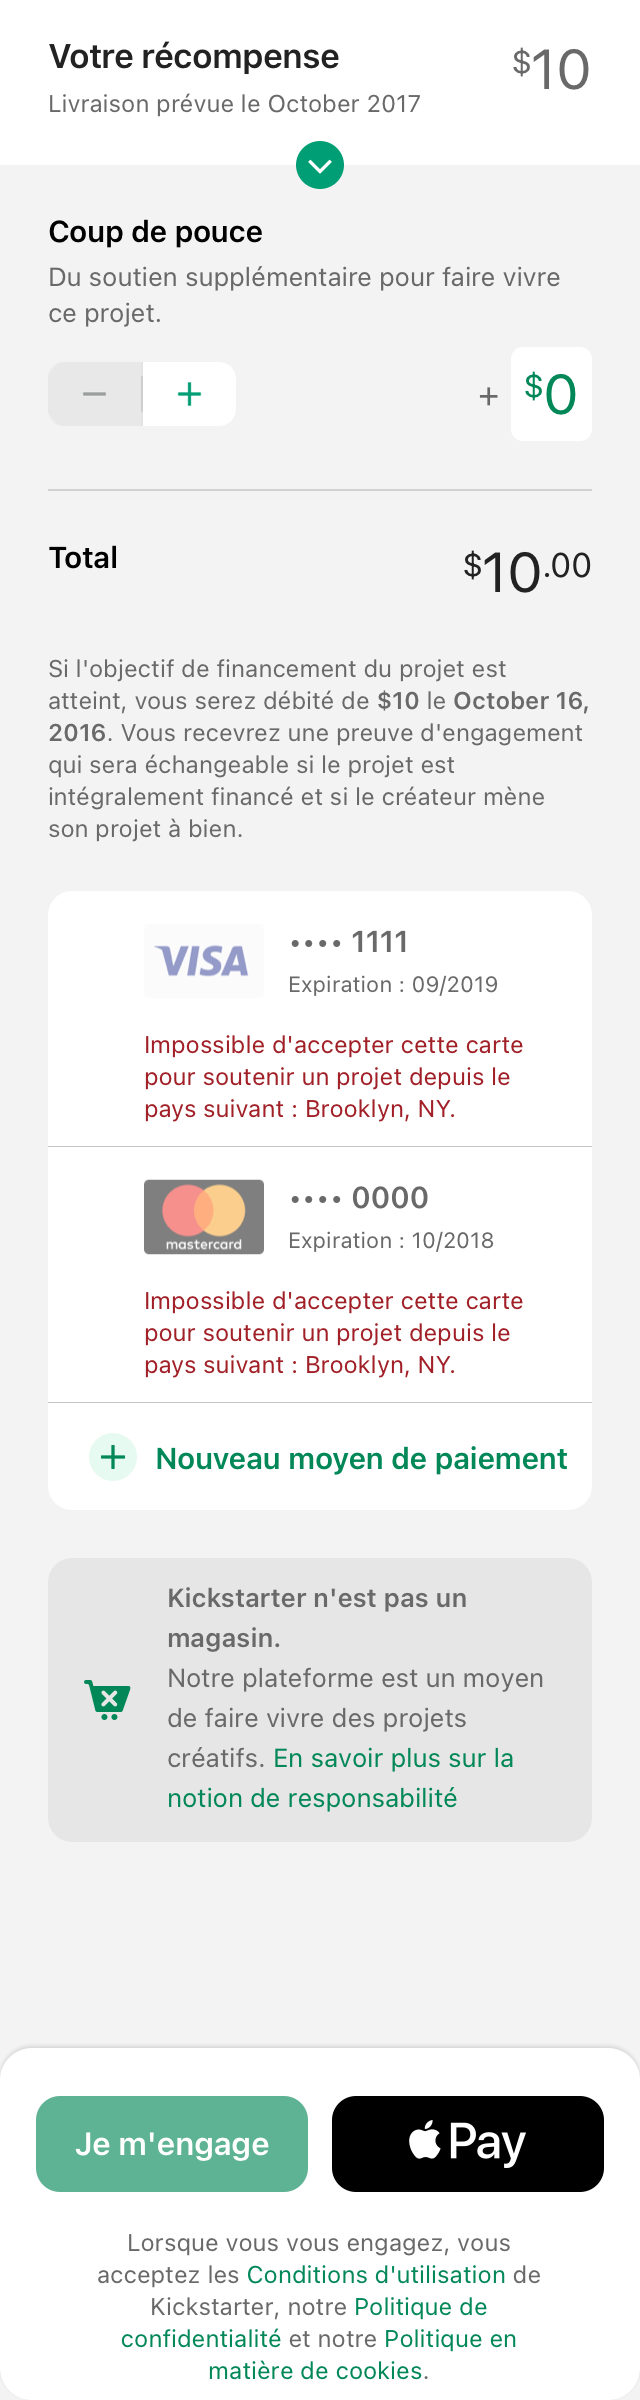 Votre récompense
$10
Livraison prévue le October 2017
Coup de pouce
Du soutien supplémentaire pour faire vivre
ce projet.
− + + $0
Total
$10.00
Si l'objectif de financement du projet est
atteint, vous serez débité de $10 le October 16,
2016. Vous recevrez une preuve d'engagement
qui sera échangeable si le projet est
intégralement financé et si le créateur mène
son projet à bien.
VISA
•••• 1111
Expiration : 09/2019
Impossible d'accepter cette carte
pour soutenir un projet depuis le
pays suivant : Brooklyn, NY.
mastercard
•••• 0000
Expiration : 10/2018
Impossible d'accepter cette carte
pour soutenir un projet depuis le
pays suivant : Brooklyn, NY.
+ Nouveau moyen de paiement
Kickstarter n'est pas un
magasin.
Notre plateforme est un moyen
de faire vivre des projets
créatifs. En savoir plus sur la
notion de responsabilité
Je m'engage
Pay
Lorsque vous vous engagez, vous
acceptez les Conditions d'utilisation de
Kickstarter, notre Politique de
confidentialité et notre Politique en
matière de cookies.